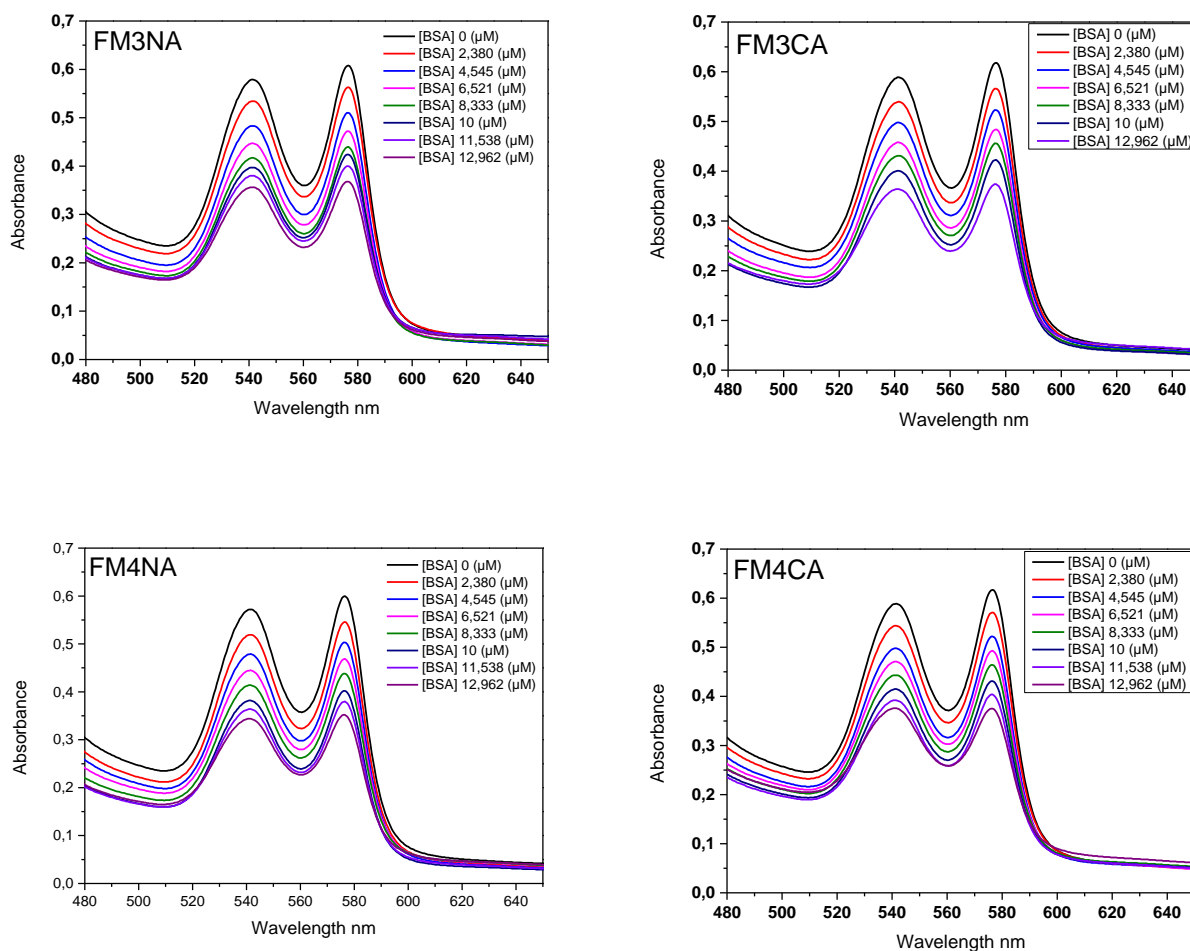 FM3NA
[BSA] 0 (µM)
[BSA] 2,380 (µM)
[BSA] 4,545 (µM)
[BSA] 6,521 (µM)
[BSA] 8,333 (µM)
[BSA] 10 (µM)
[BSA] 11,538 (µM)
[BSA] 12,962 (µM)
0,7
0,6
0,5
0,4
0,3
0,2
0,1
0,0
Absorbance
480 500 520 540 560 580 600 620 640
Wavelength nm
FM3CA
[BSA] 0 (µM)
[BSA] 2,380 (µM)
[BSA] 4,545 (µM)
[BSA] 6,521 (µM)
[BSA] 8,333 (µM)
[BSA] 10 (µM)
[BSA] 12,962 (µM)
0,7
0,6
0,5
0,4
0,3
0,2
0,1
0,0
Absorbance
480 500 520 540 560 580 600 620 640
Wavelength nm
FM4NA
[BSA] 0 (µM)
[BSA] 2,380 (µM)
[BSA] 4,545 (µM)
[BSA] 6,521 (µM)
[BSA] 8,333 (µM)
[BSA] 10 (µM)
[BSA] 11,538 (µM)
[BSA] 12,962 (µM)
0,7
0,6
0,5
0,4
0,3
0,2
0,1
0,0
Absorbance
480 500 520 540 560 580 600 620 640
Wavelength nm
FM4CA
[BSA] 0 (µM)
[BSA] 2,380 (µM)
[BSA] 4,545 (µM)
[BSA] 6,521 (µM)
[BSA] 8,333 (µM)
[BSA] 10 (µM)
[BSA] 11,538 (µM)
[BSA] 12,962 (µM)
0,7
0,6
0,5
0,4
0,3
0,2
0,1
0,0
Absorbance
480 500 520 540 560 580 600 620 640
Wavelength nm